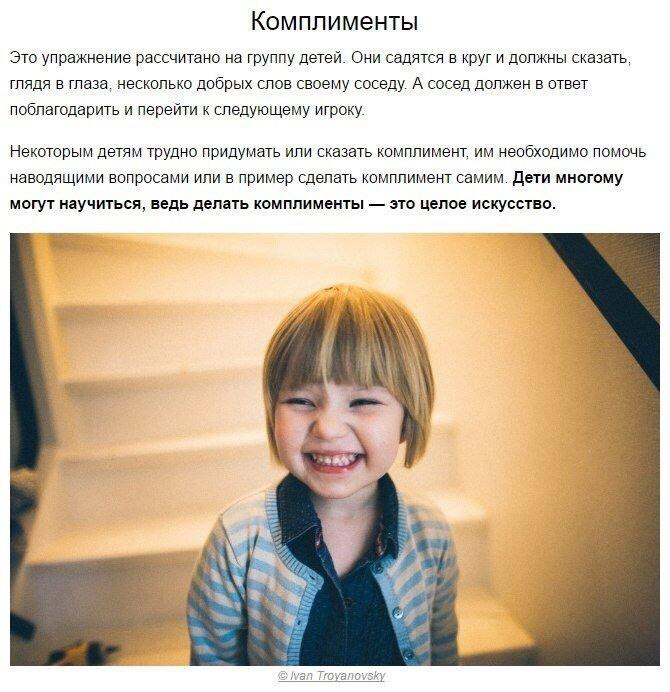 Комплименты
Это упражнение рассчитано на группу детей. Они садятся в круг и должны сказать,
глядя в глаза, несколько добрых слов своему соседу. А сосед должен в ответ
поблагодарить и перейти к следующему игроку.
Некоторым детям трудно придумать или сказать комплимент, им необходимо помочь
наводящими вопросами или в пример сделать комплимент самим. Дети многому
могут научиться, ведь делать комплименты — это целое искусство.
© Ivan Troyanovsky